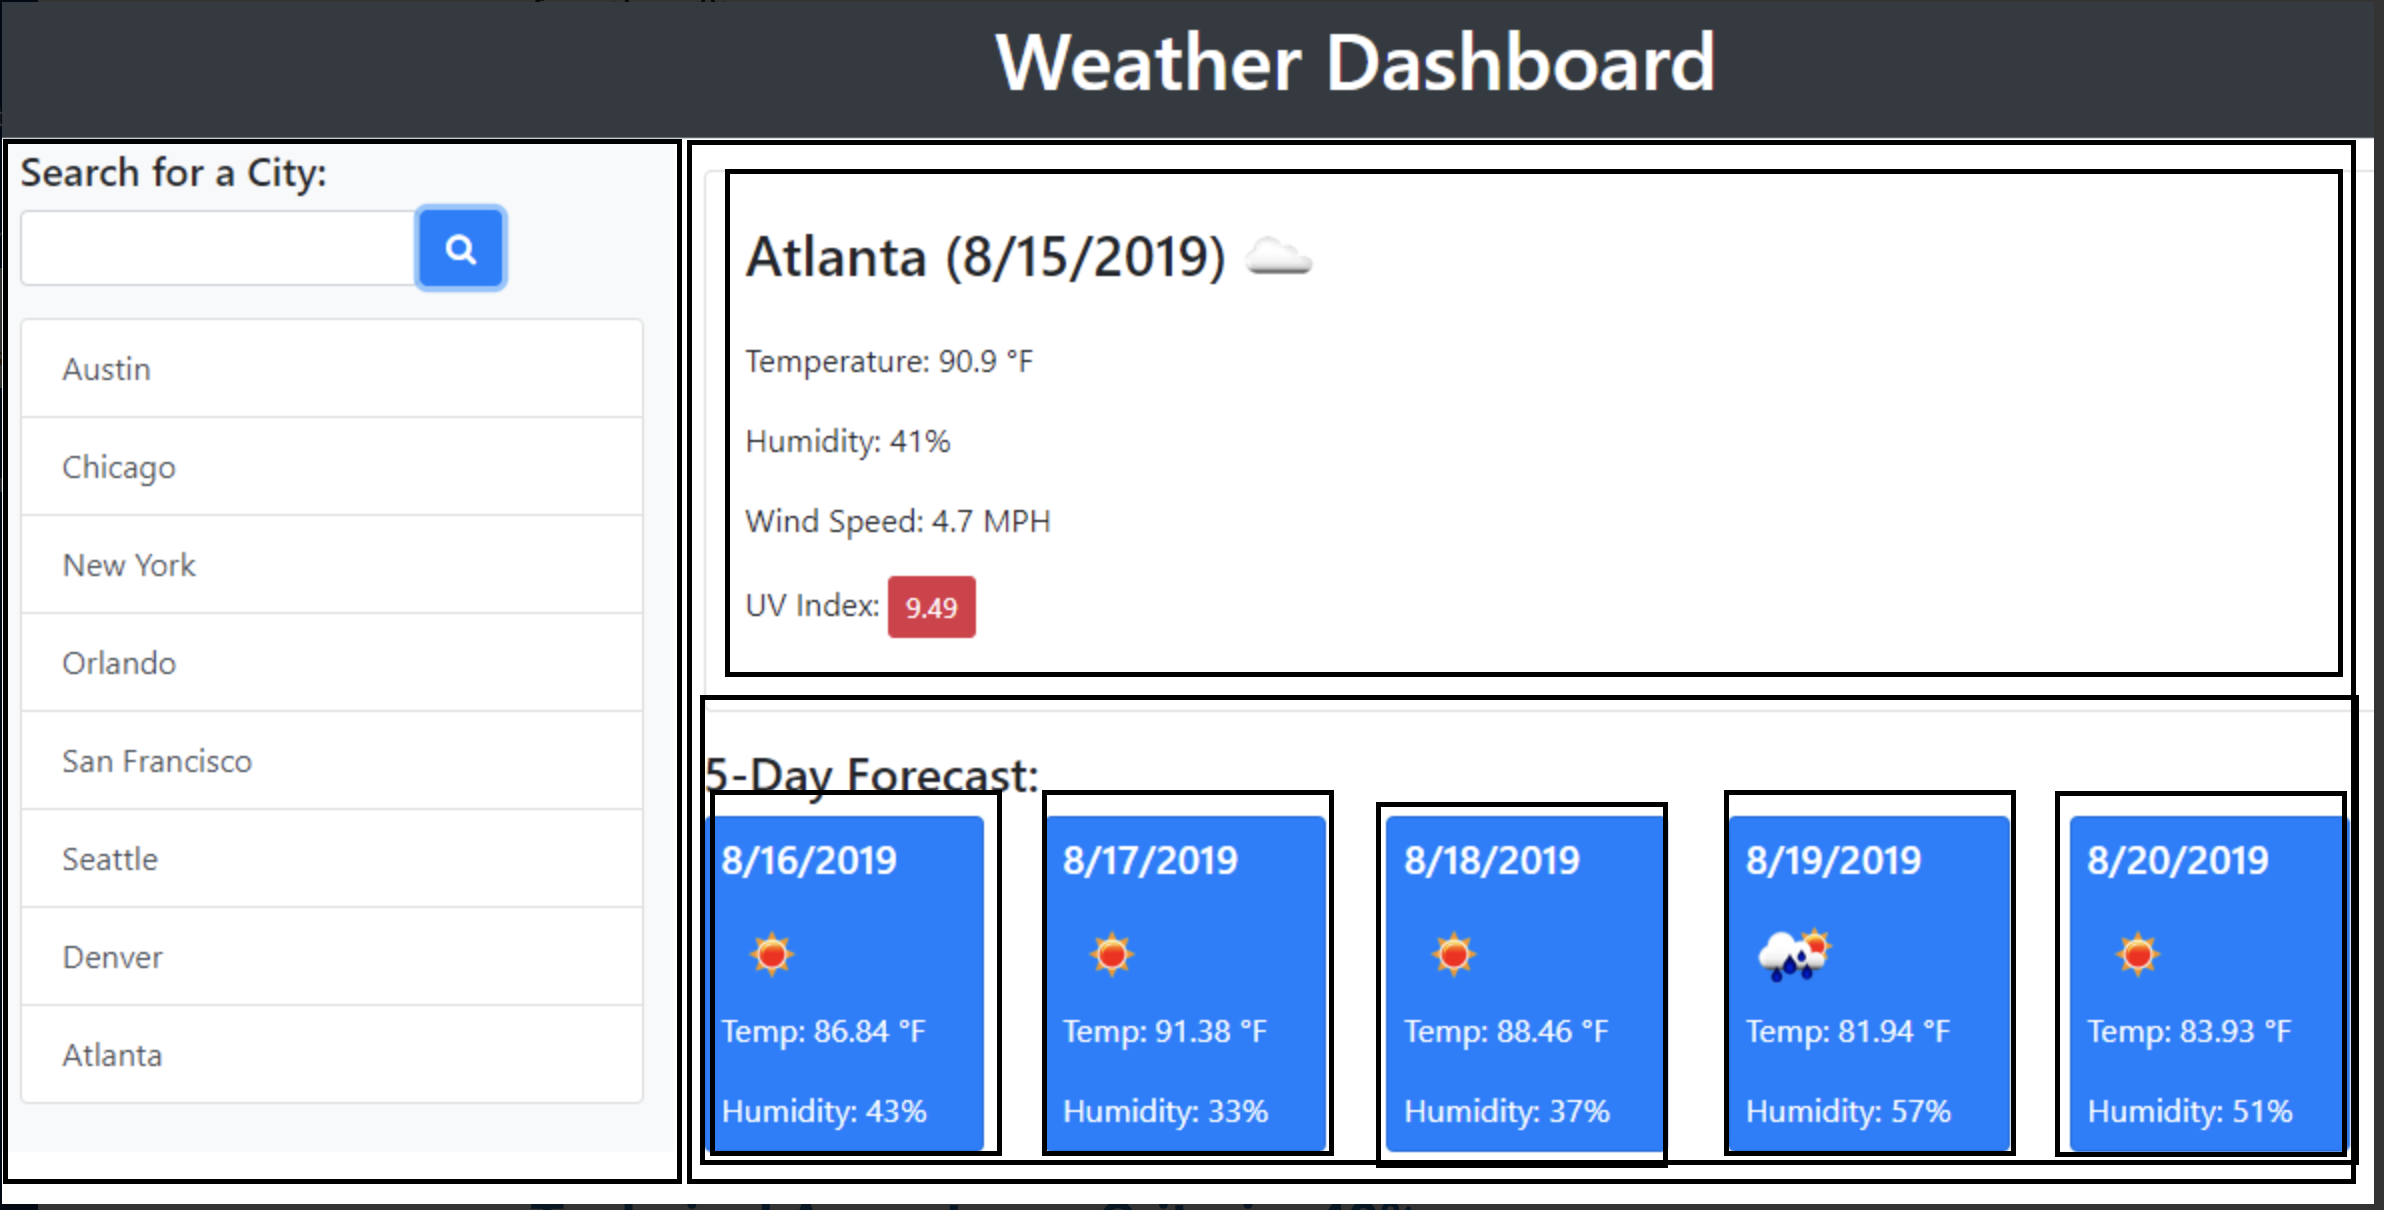 Weather Dashboard
Search for a City:
Austin
Chicago
New York
Orlando
San Francisco
Seattle
Denver
Atlanta
Atlanta (8/15/2019)
Temperature: 90.9 °F
Humidity: 41%
Wind Speed: 4.7 MPH
UV Index: 9.49
5-Day Forecast:
8/16/2019
Temp: 86.84 °F
Humidity: 43%
8/17/2019
Temp: 91.38 °F
Humidity: 33%
8/18/2019
Temp: 88.46 °F
Humidity: 37%
8/19/2019
Temp: 81.94 °F
Humidity: 57%
8/20/2019
Temp: 83.93 °F
Humidity: 51%